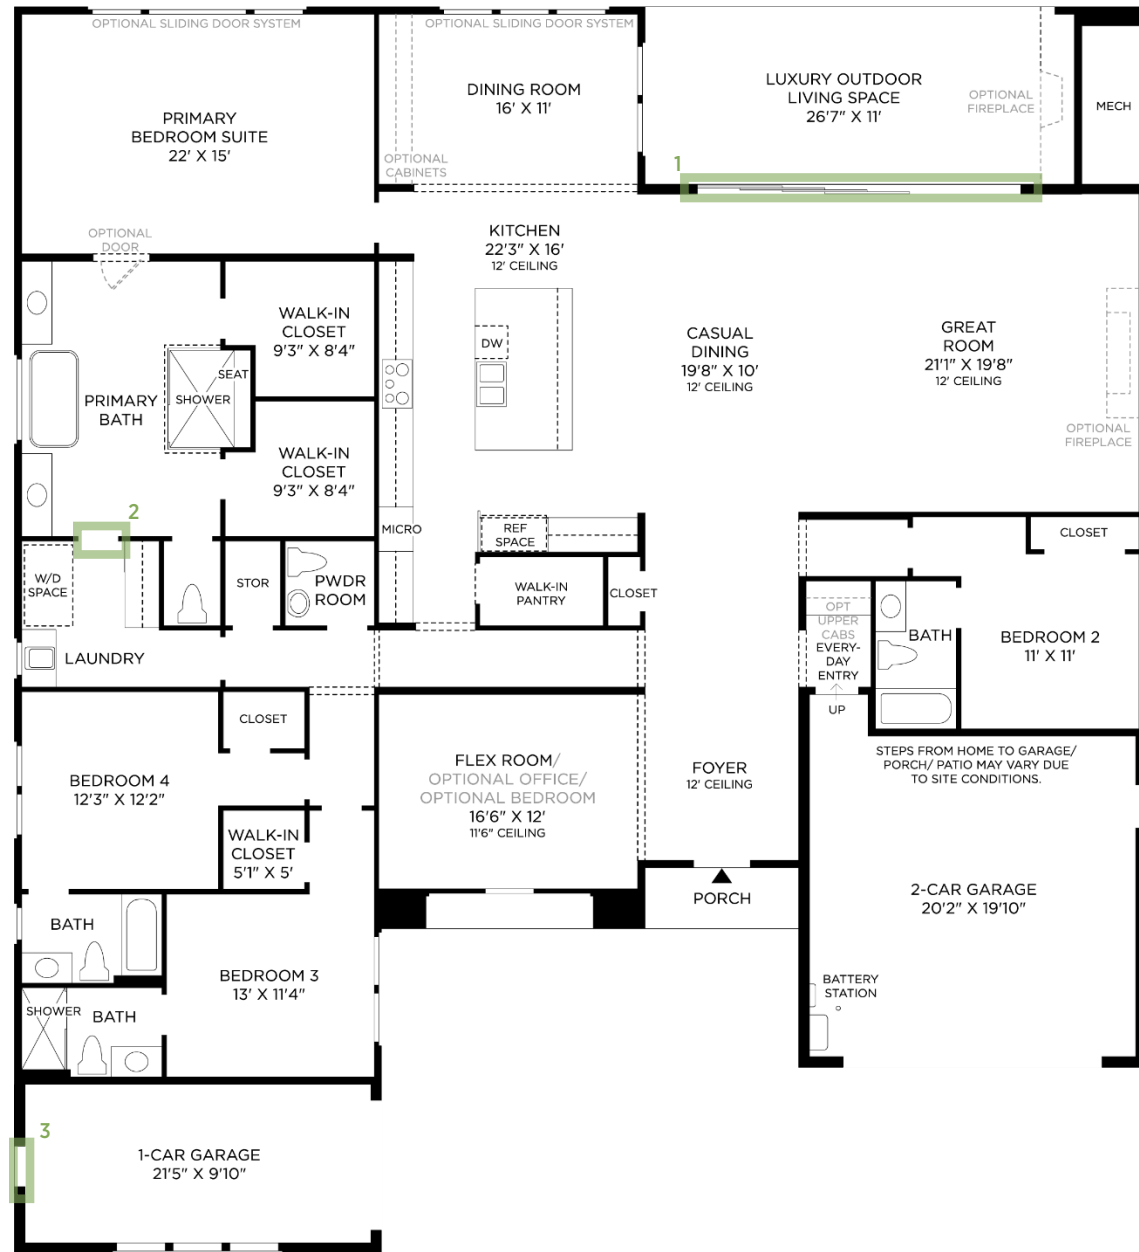 OPTIONAL SLIDING DOOR SYSTEM
OPTIONAL SLIDING DOOR SYSTEM
PRIMARY
BEDROOM SUITE
22' X 15'
DINING ROOM
16' X 11'
OPTIONAL
CABINETS
LUXURY OUTDOOR
LIVING SPACE
26'7" X 11'
OPTIONAL
FIREPLACE
MECH
1
OPTIONAL
DOOR
KITCHEN
22'3" X 16'
12' CEILING
WALK-IN
CLOSET
9'3" X 8'4"
DW
CASUAL
DINING
19'8" X 10'
12' CEILING
GREAT
ROOM
21'1" X 19'8"
12' CEILING
OPTIONAL
FIREPLACE
SEAT
SHOWER
PRIMARY
BATH
WALK-IN
CLOSET
9'3" X 8'4"
2
MICRO
REF
SPACE
CLOSET
W/D
SPACE
STOR
PWDR
ROOM
WALK-IN
PANTRY
CLOSET
OPT
UPPER
CABS
EVERY-
DAY
ENTRY
UP
BATH
BEDROOM 2
11' X 11'
LAUNDRY
CLOSET
BEDROOM 4
12'3" X 12'2"
FLEX ROOM/
OPTIONAL OFFICE/
OPTIONAL BEDROOM
16'6" X 12'
11'6" CEILING
FOYER
12' CEILING
STEPS FROM HOME TO GARAGE/
PORCH/ PATIO MAY VARY DUE
TO SITE CONDITIONS.
WALK-IN
CLOSET
5'1" X 5'
PORCH
2-CAR GARAGE
20'2" X 19'10"
BATH
BEDROOM 3
13' X 11'4"
BATTERY
STATION
SHOWER
BATH
3
1-CAR GARAGE
21'5" X 9'10"